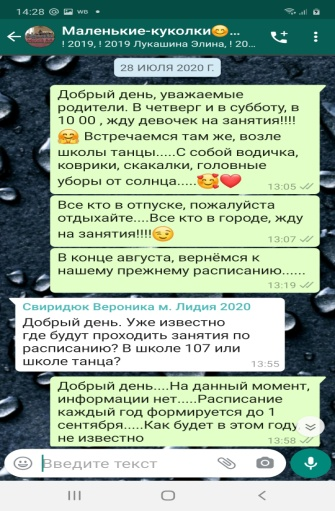 14:28 WB
Маленькие-куколки😊...
! 2019, ! 2019 Лукашина Элина, ! 20...
28 ИЮЛЯ 2020 Г.
Добрый день, уважаемые
родители. В четверг и в субботу, в
10 00 , жду девочек на занятия!!!!
🤗 Встречаемся там же, возле
школы танцы.....С собой водичка,
коврики, скакалки, головные
уборы от солнца.....🥰❤️
13:05
Все кто в отпуске, пожалуйста
отдыхайте....Все кто в городе, жду
на занятия!!!!😉
13:07
В конце августа, вернёмся к
нашему прежнему расписанию......
13:19
Свиридюк Вероника м. Лидия 2020
Добрый день. Уже известно
где будут проходить занятия по
расписанию? В школе 107 или
школе танца?
13:55
Добрый день....На данный момент,
информации нет.....Расписание
каждый год формируется до 1
сентября.....Как будет в этом году
не известно
13:58
Введите текст